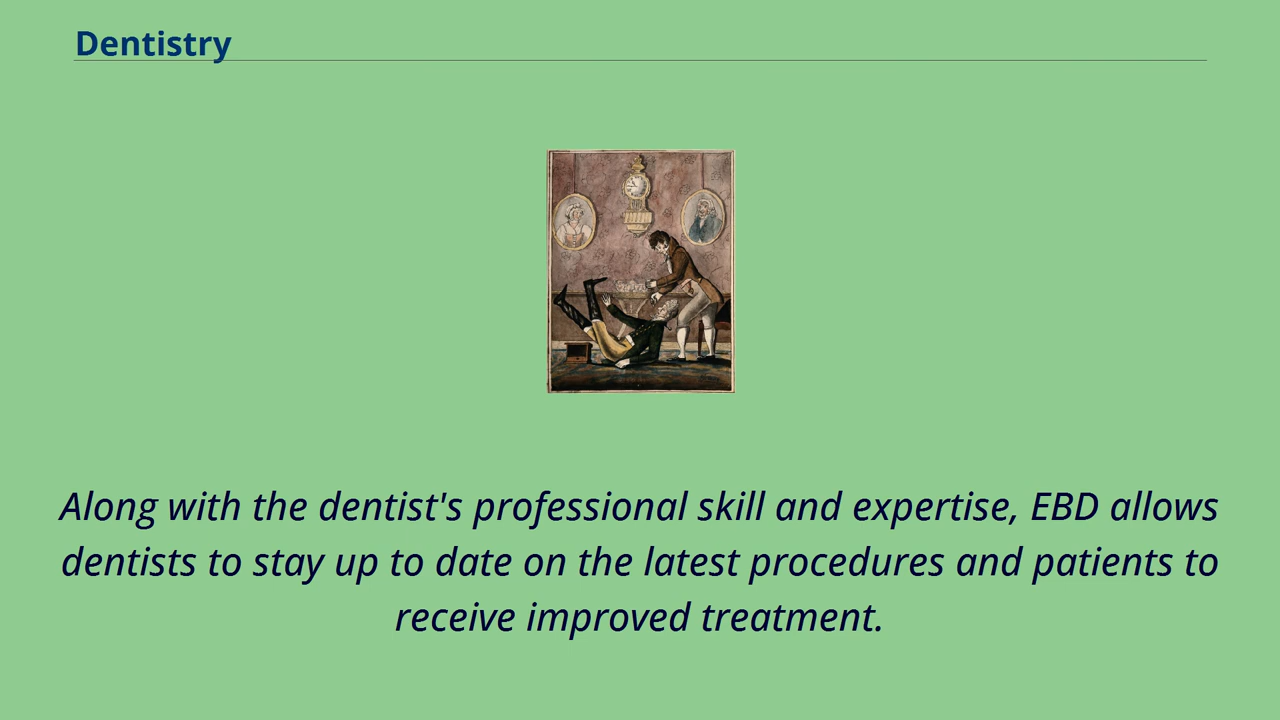 Dentistry
Along with the dentist's professional skill and expertise, EBD allows
dentists to stay up to date on the latest procedures and patients to
receive improved treatment.